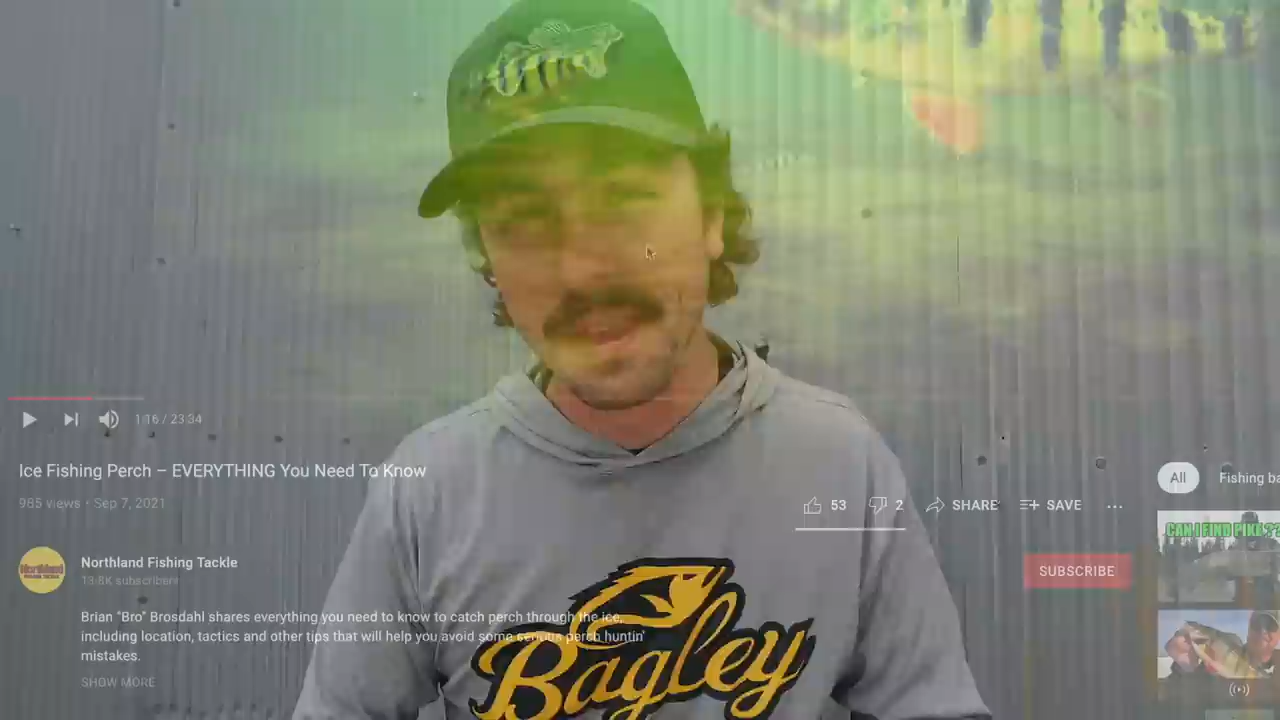 1:16 / 23:34
Ice Fishing Perch – EVERYTHING You Need To Know
985 views • Sep 7, 2021
53
2
SHARE
SAVE
...
All
Fishing ba
CAN I FIND PIKE??
Northland Fishing Tackle
13.8K subscribers
SUBSCRIBE
Brian "Bro" Brosdahl shares everything you need to know to catch perch through the ice,
including location, tactics and other tips that will help you avoid some serious perch huntin'
mistakes.
SHOW MORE
Bagley